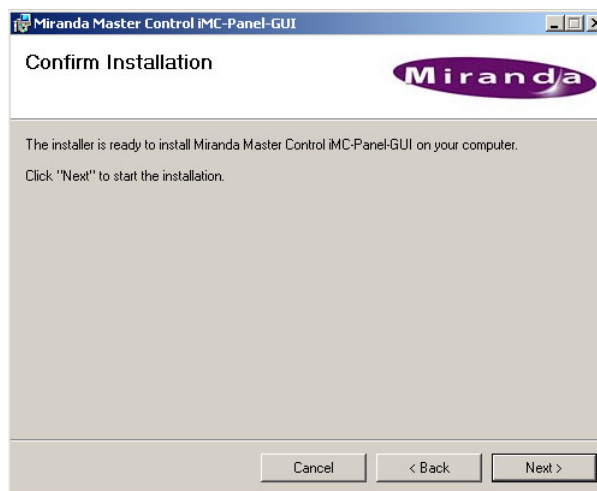 Miranda Master Control iMC-Panel-GUI
Confirm Installation
Miranda
The installer is ready to install Miranda Master Control iMC-Panel-GUI on your computer.
Click "Next" to start the installation.
Cancel
< Back
Next >